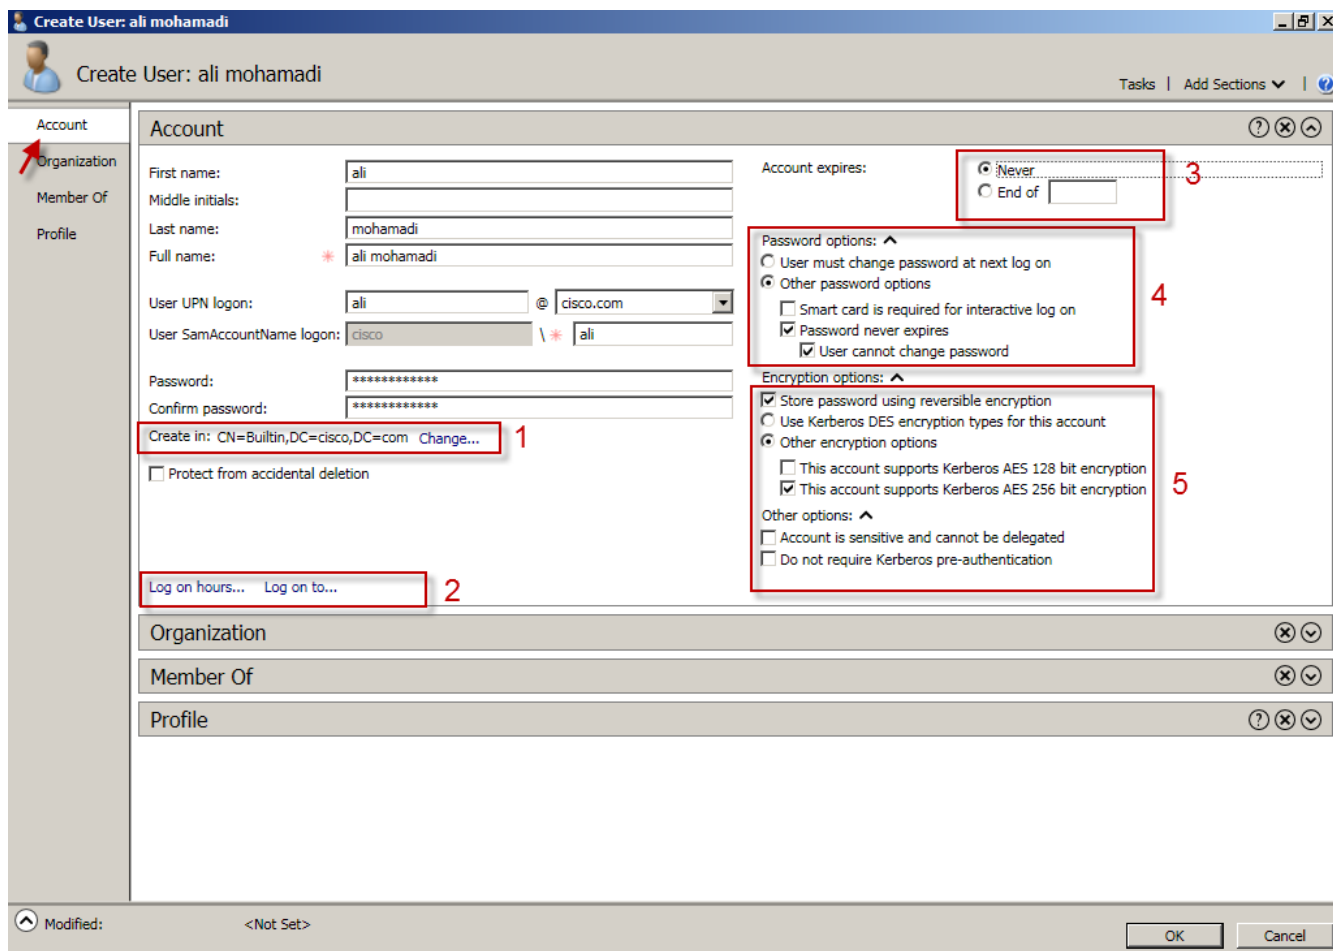 Create User: ali mohamadi
Create User: ali mohamadi
Tasks | Add Sections | ?
Account
Organization
Member Of
Profile
Account
First name: ali
Middle initials:
Last name: mohamadi
Full name: * ali mohamadi
User UPN logon: ali @ cisco.com
User SamAccountName logon: cisco \ * ali
Password: ************
Confirm password: ************
Create in: CN=Builtin,DC=cisco,DC=com Change... 1
Protect from accidental deletion
Log on hours... Log on to... 2
Account expires: Never 3
End of
Password options:
User must change password at next log on
Other password options 4
Smart card is required for interactive log on
Password never expires
User cannot change password
Encryption options:
Store password using reversible encryption
Use Kerberos DES encryption types for this account
Other encryption options
This account supports Kerberos AES 128 bit encryption
This account supports Kerberos AES 256 bit encryption 5
Other options:
Account is sensitive and cannot be delegated
Do not require Kerberos pre-authentication
Organization
Member Of
Profile
Modified: <Not Set>
OK Cancel